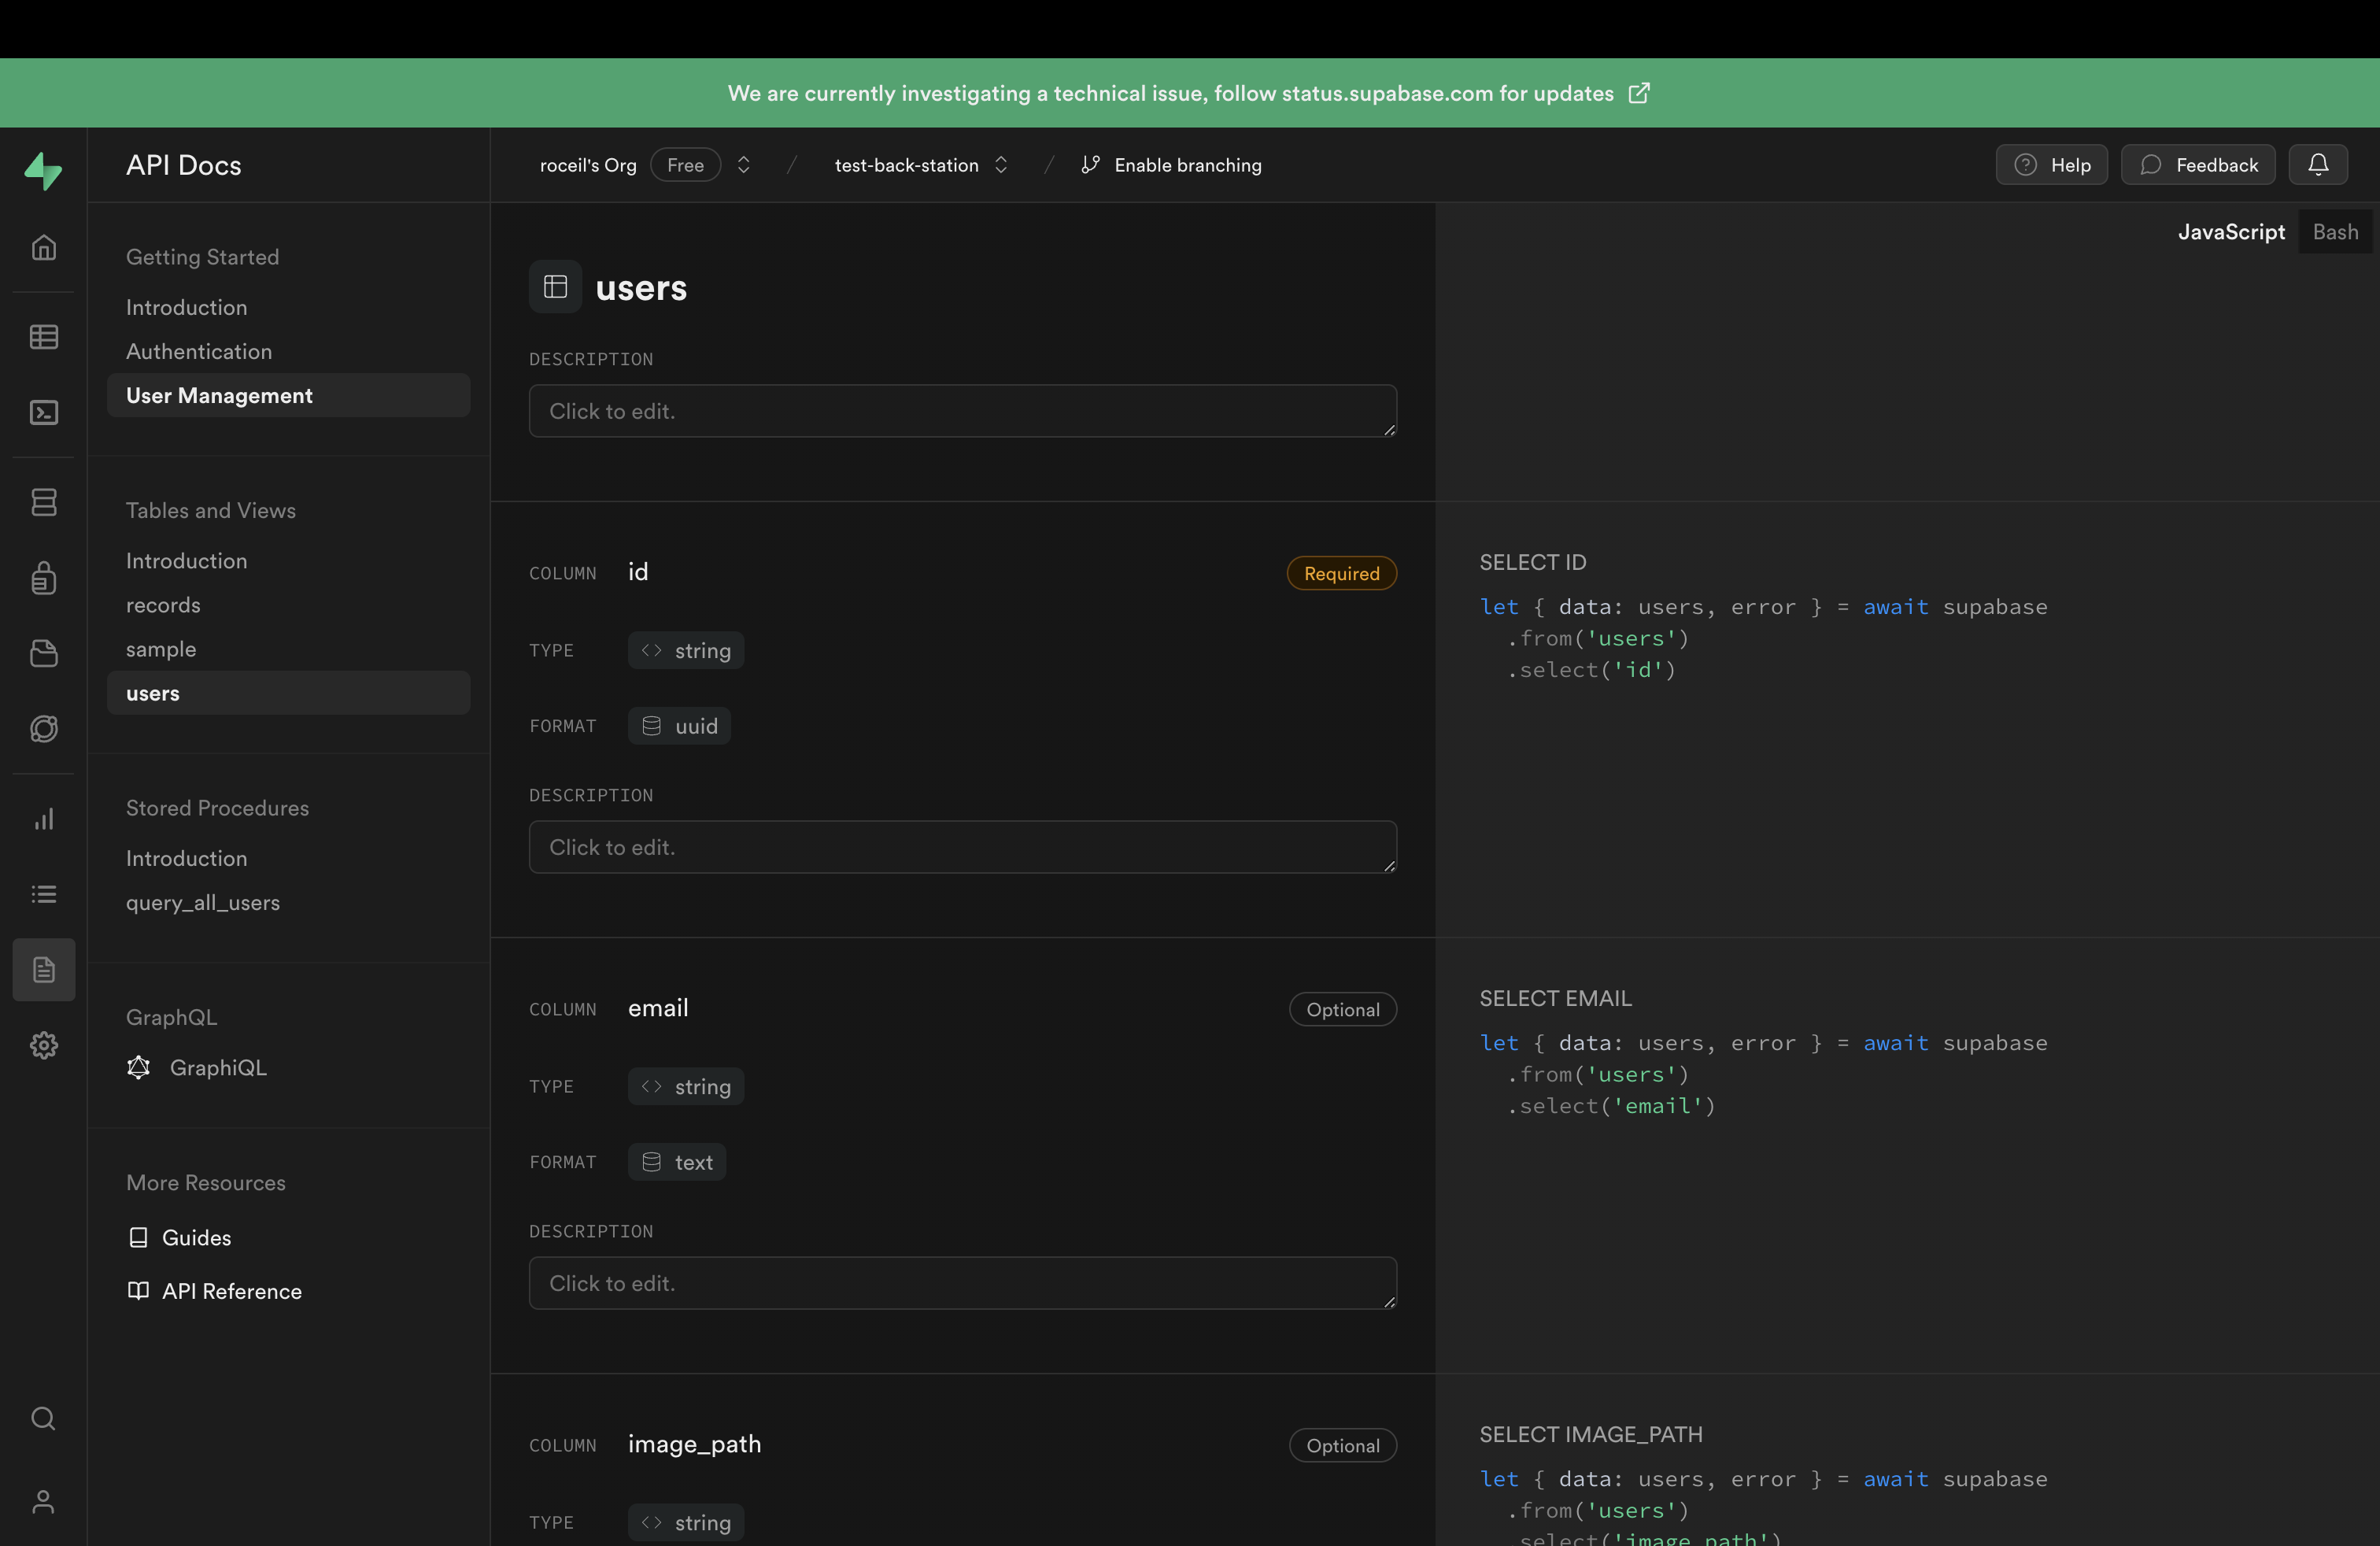 We are currently investigating a technical issue, follow status.supabase.com for updates
API Docs
roceil's Org Free / test-back-station / Enable branching
Help Feedback
Getting Started
Introduction
Authentication
User Management
Tables and Views
Introduction
records
sample
users
Stored Procedures
Introduction
query_all_users
GraphQL
GraphiQL
More Resources
Guides
API Reference
JavaScript Bash
users
DESCRIPTION
Click to edit.
COLUMN id Required
TYPE string
FORMAT uuid
DESCRIPTION
Click to edit.
SELECT ID
let { data: users, error } = await supabase
.from('users')
.select('id')
COLUMN email Optional
TYPE string
FORMAT text
DESCRIPTION
Click to edit.
SELECT EMAIL
let { data: users, error } = await supabase
.from('users')
.select('email')
COLUMN image_path Optional
TYPE string
SELECT IMAGE_PATH
let { data: users, error } = await supabase
.from('users')
.select('image_path')